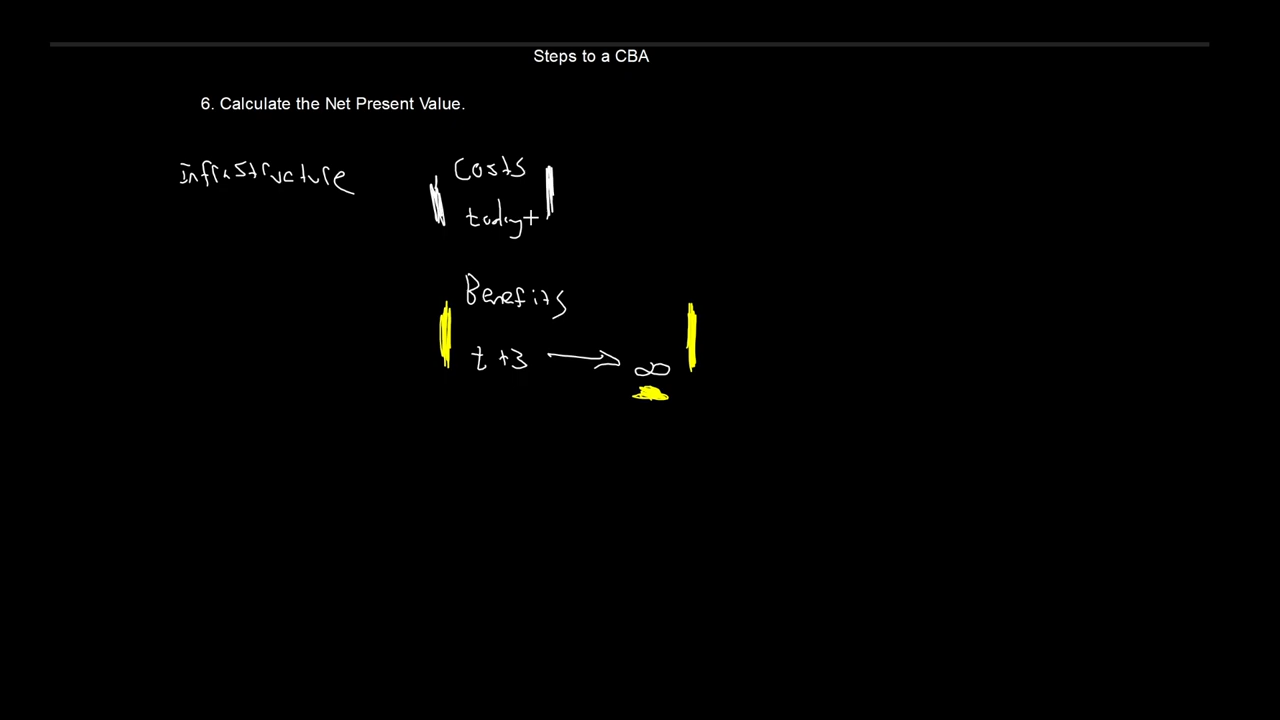 Steps to a CBA
6. Calculate the Net Present Value.
Infrastructure
Costs
today+
Benefits
t+3 → ∞